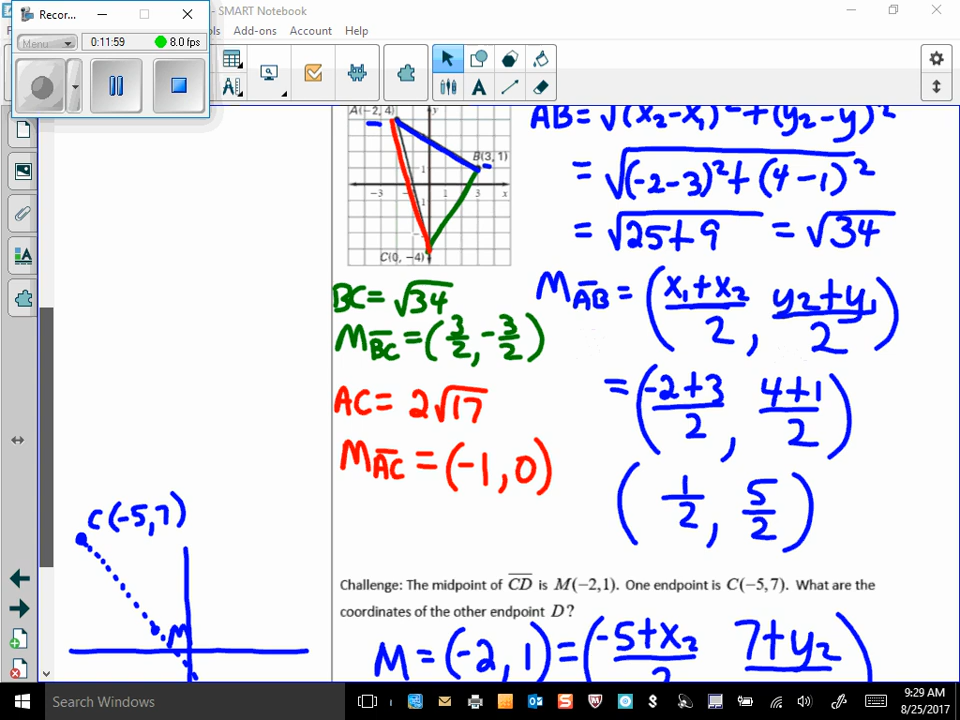 Recor...
- SMART Notebook
Menu
0:11:59
8.0 fps
ls Add-ons Account Help
A(−2, 4)
y
B(3, 1)
1
−3
1
3
x
C(0, −4)
AB = √(x₂-x₁)² + (y₂-y)²
= √(-2-3)² + (4-1)²
= √25+9 = √34
BC = √34
M_BC = (3/2, -3/2)
AC = 2√17
M_AC = (-1, 0)
M_AB = (x₁+x₂/2, y₂+y₁/2)
= (-2+3/2, 4+1/2)
(1/2, 5/2)
C(-5,7)
M
Challenge: The midpoint of CD is M(−2,1). One endpoint is C(−5,7). What are the
coordinates of the other endpoint D?
M = (-2, 1) = (-5+x₂/2, 7+y₂
Search Windows
9:29 AM
8/25/2017